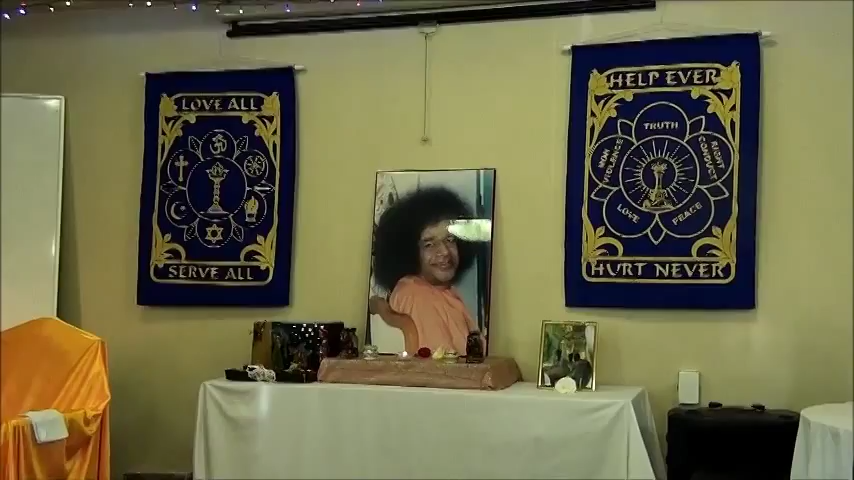 LOVE ALL
SERVE ALL
HELP EVER
TRUTH
NON VIOLENCE
RIGHT CONDUCT
LOVE
PEACE
HURT NEVER